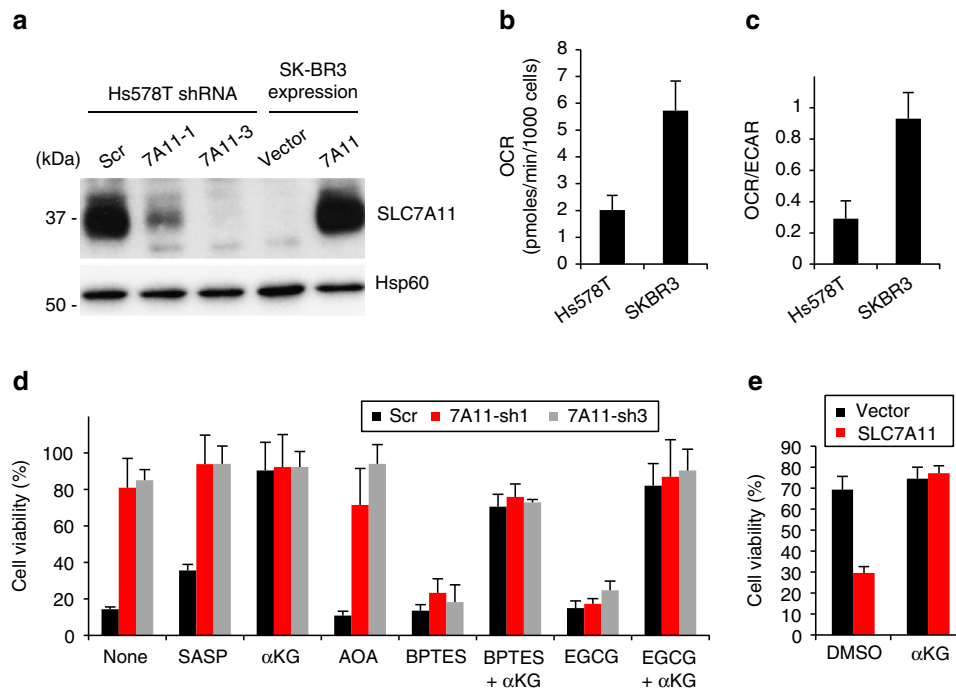 a
Hs578T shRNA
SK-BR3
expression
(kDa)
Scr
7A11-1
7A11-3
Vector
7A11
37 -
SLC7A11
50 -
Hsp60
b
OCR
(pmoles/min/1000 cells)
8
7
6
5
4
3
2
1
0
Hs578T
SKBR3
c
OCR/ECAR
1
0.8
0.6
0.4
0.2
0
Hs578T
SKBR3
d
Scr 7A11-sh1 7A11-sh3
Cell viability (%)
100
80
60
40
20
0
None
SASP
αKG
AOA
BPTES
BPTES
+ αKG
EGCG
EGCG
+ αKG
e
Vector
SLC7A11
Cell viability (%)
90
80
70
60
50
40
30
20
10
0
DMSO
αKG